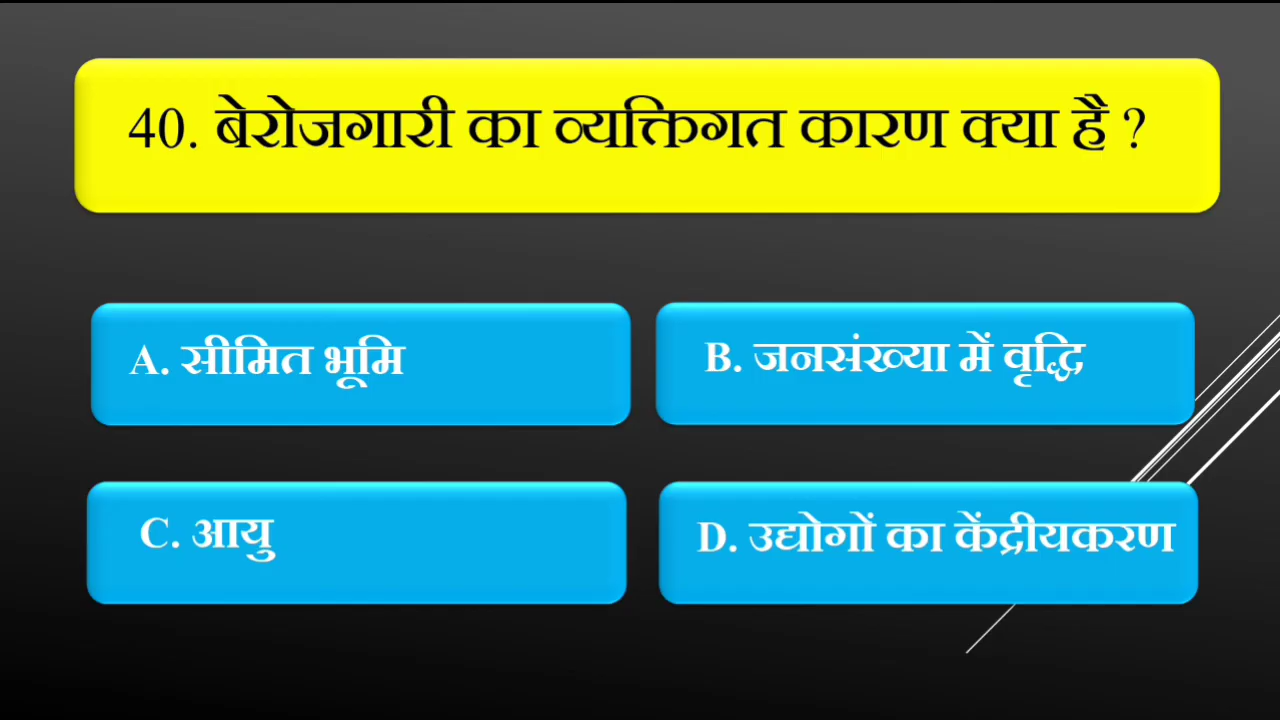 40. बेरोजगारी का व्यक्तिगत कारण क्या है ?
A. सीमित भूमि
B. जनसंख्या में वृद्धि
C. आयु
D. उद्योगों का केंद्रीयकरण